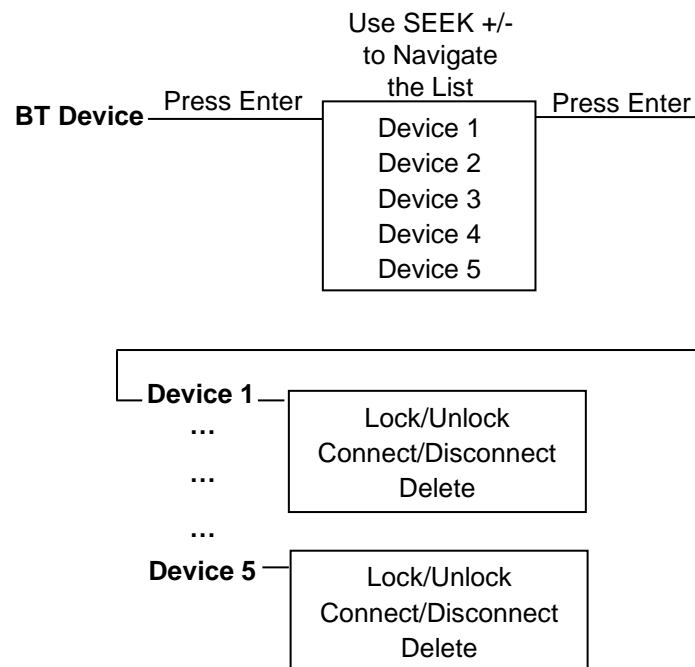 Use SEEK +/-
to Navigate
the List
BT Device
Press Enter
Device 1
Device 2
Device 3
Device 4
Device 5
Press Enter
Device 1
Lock/Unlock
Connect/Disconnect
Delete
...
...
...
Device 5
Lock/Unlock
Connect/Disconnect
Delete